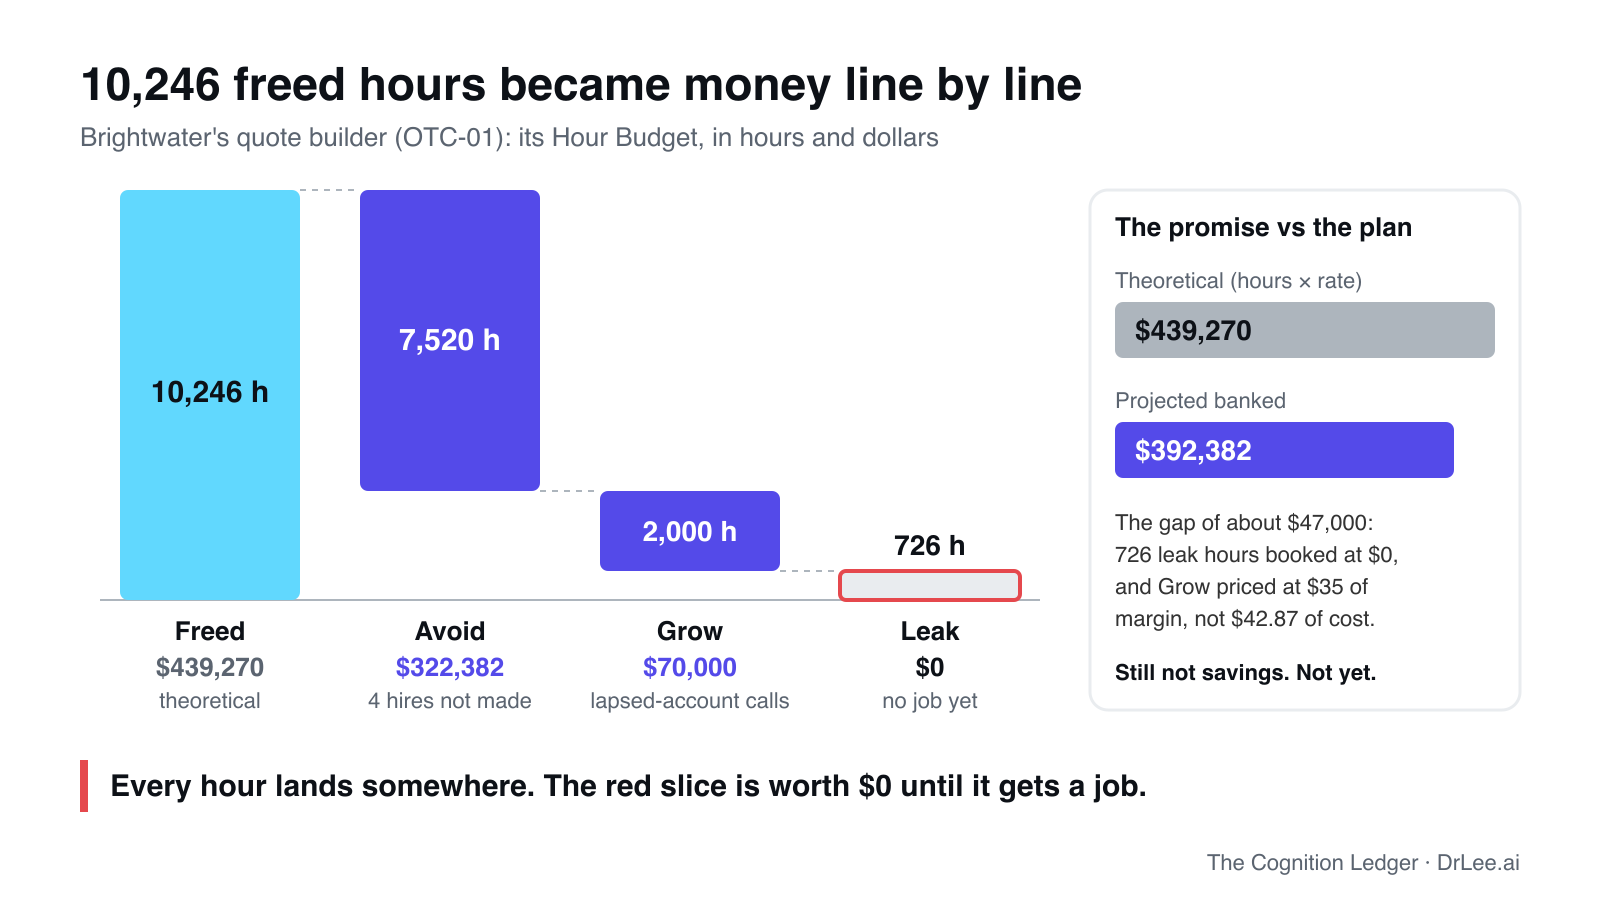 10,246 freed hours became money line by line
Brightwater's quote builder (OTC-01): its Hour Budget, in hours and dollars
10,246 h
7,520 h
2,000 h
726 h
Freed
$439,270
theoretical
Avoid
$322,382
4 hires not made
Grow
$70,000
lapsed-account calls
Leak
$0
no job yet
The promise vs the plan
Theoretical (hours × rate)
$439,270
Projected banked
$392,382
The gap of about $47,000:
726 leak hours booked at $0,
and Grow priced at $35 of
margin, not $42.87 of cost.
Still not savings. Not yet.
Every hour lands somewhere. The red slice is worth $0 until it gets a job.
The Cognition Ledger · DrLee.ai